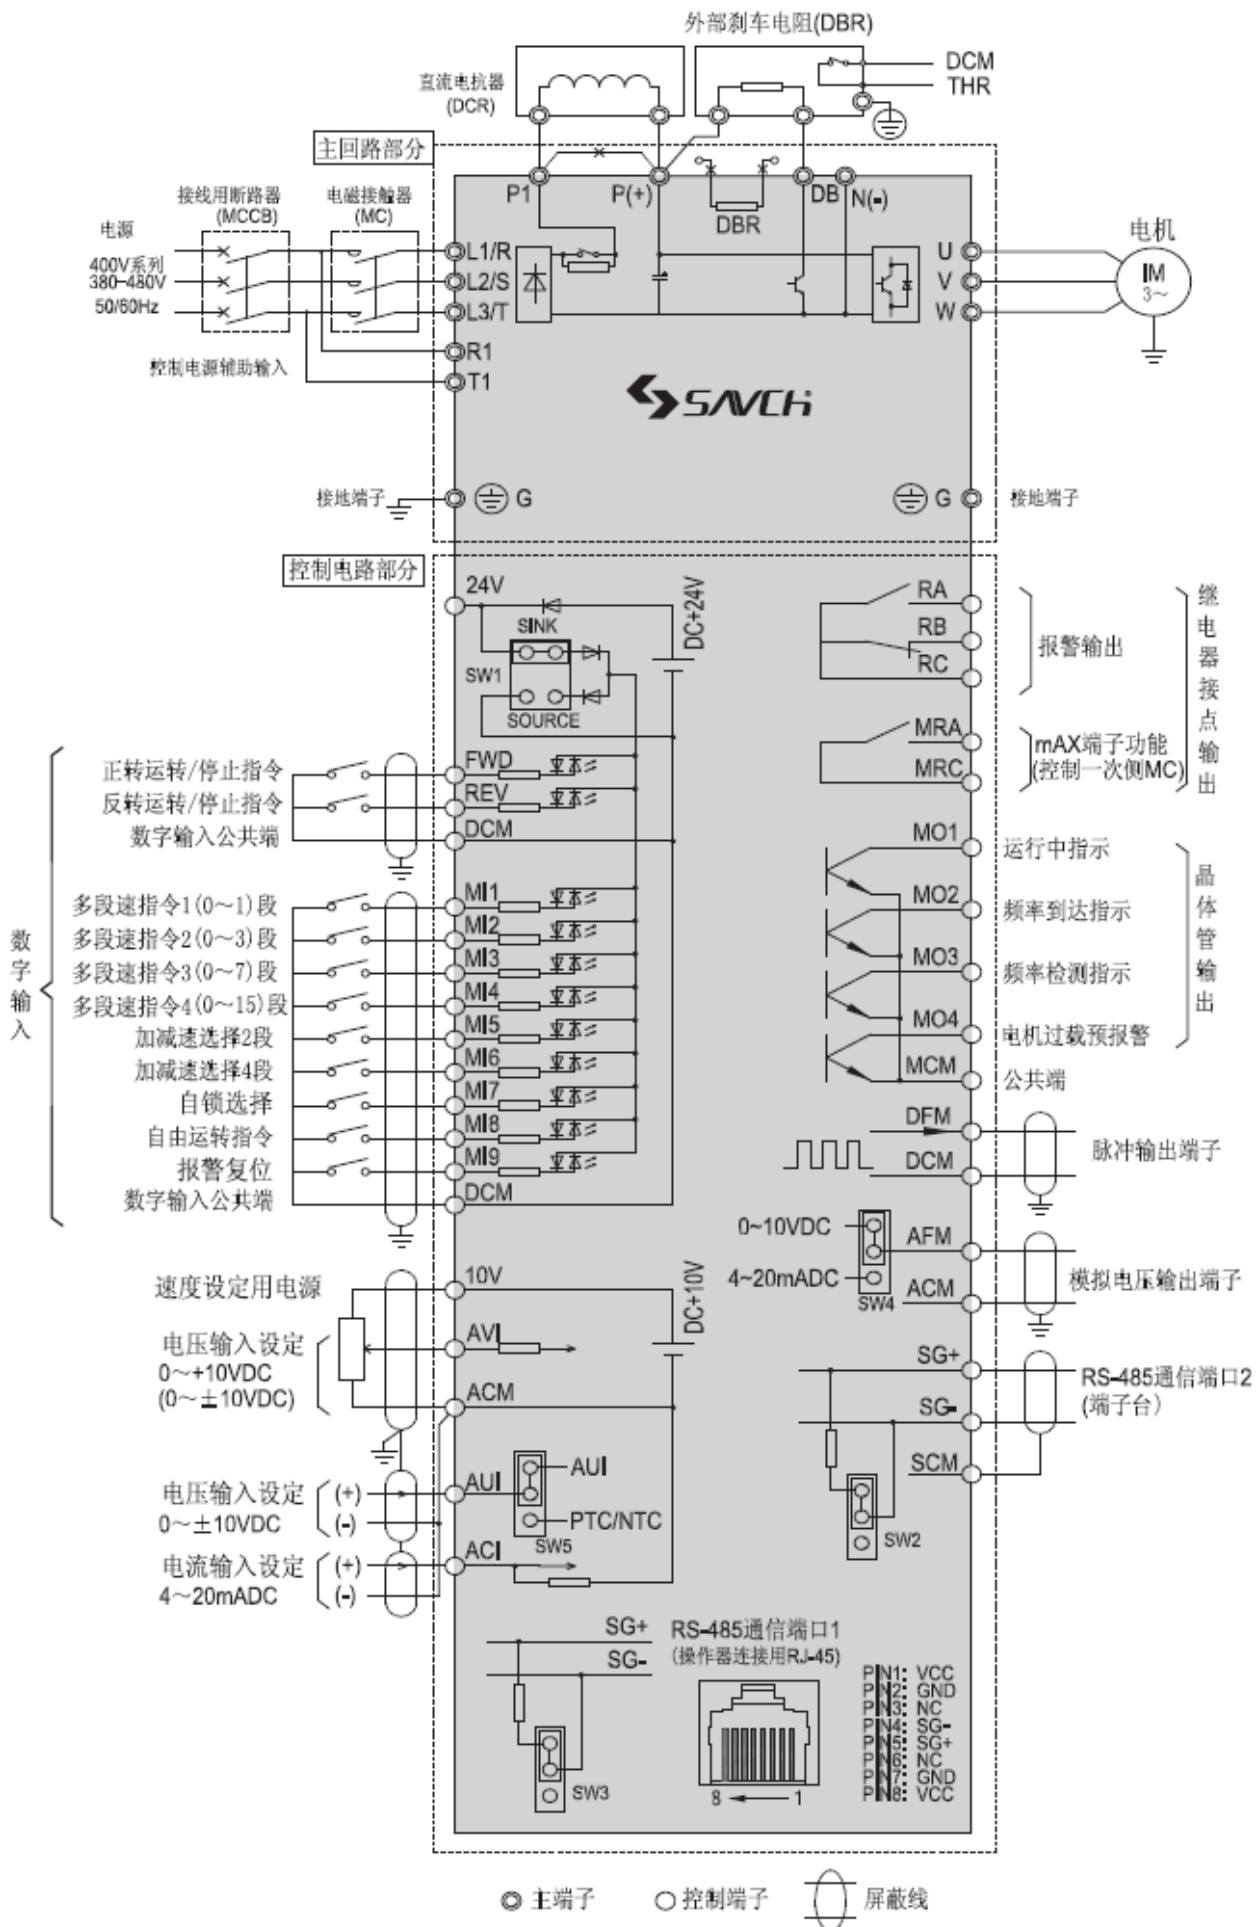 外部刹车电阻(DBR)
直流电抗器
(DCR)
DCM
THR
主回路部分
接线用断路器
(MCCB)
电磁接触器
(MC)
电源
400V系列
380-480V
50/60Hz
P1
P(+)
DBR
DB
N(-)
L1/R
L2/S
L3/T
R1
T1
控制电源辅助输入
U
V
W
电机
IM
3～
SAVCH
接地端子
G
G
接地端子
控制电路部分
24V
SINK
SW1
SOURCE
DC+24V
RA
RB
RC
报警输出
MRA
MRC
mAX端子功能
(控制一次侧MC)
继电器接点输出
数字输入
正转运转/停止指令
FWD
反转运转/停止指令
REV
数字输入公共端
DCM
多段速指令1(0～1)段
MI1
多段速指令2(0～3)段
MI2
多段速指令3(0～7)段
MI3
多段速指令4(0～15)段
MI4
加减速选择2段
MI5
加减速选择4段
MI6
自锁选择
MI7
自由运转指令
MI8
报警复位
MI9
数字输入公共端
DCM
MO1
运行中指示
MO2
频率到达指示
MO3
频率检测指示
MO4
电机过载预报警
MCM
公共端
晶体管输出
DFM
DCM
脉冲输出端子
0~10VDC
4~20mADC
SW4
AFM
ACM
模拟电压输出端子
速度设定用电源
10V
DC+10V
电压输入设定
0～+10VDC
(0～±10VDC)
AVI
ACM
电压输入设定
0～±10VDC
(+)
(-)
AUI
AUI
PTC/NTC
SW5
电流输入设定
4～20mADC
(+)
(-)
ACI
SG+
SG-
SCM
SW2
RS-485通信端口2
(端子台)
SG+
SG-
SW3
RS-485通信端口1
(操作器连接用RJ-45)
8
1
PIN1: VCC
PIN2: GND
PIN3: NC
PIN4: SG-
PIN5: SG+
PIN6: NC
PIN7: GND
PIN8: VCC
主端子
控制端子
屏蔽线